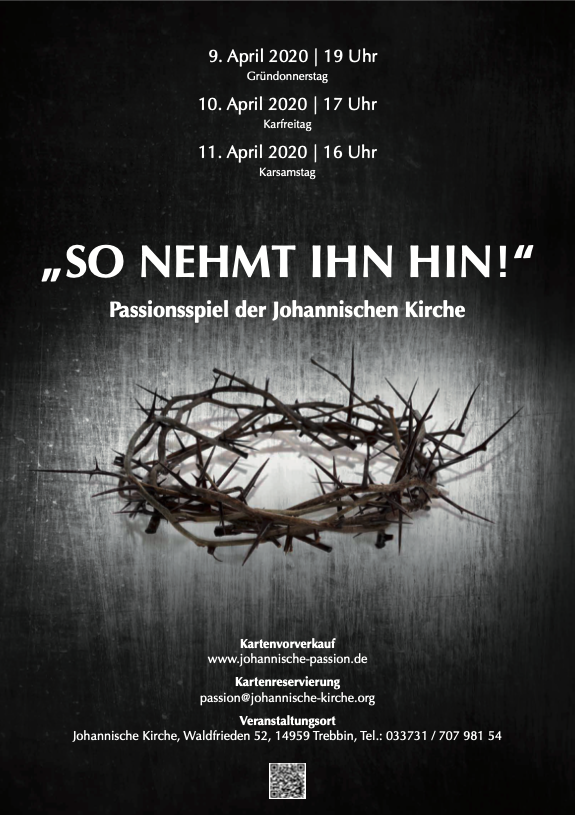 9. April 2020 | 19 Uhr
Gründonnerstag
10. April 2020 | 17 Uhr
Karfreitag
11. April 2020 | 16 Uhr
Karsamstag
„SO NEHMT IHN HIN!“
Passionsspiel der Johannischen Kirche
Kartenvorverkauf
www.johannische-passion.de
Kartenreservierung
passion@johannische-kirche.org
Veranstaltungsort
Johannische Kirche, Waldfrieden 52, 14959 Trebbin, Tel.: 033731 / 707 981 54